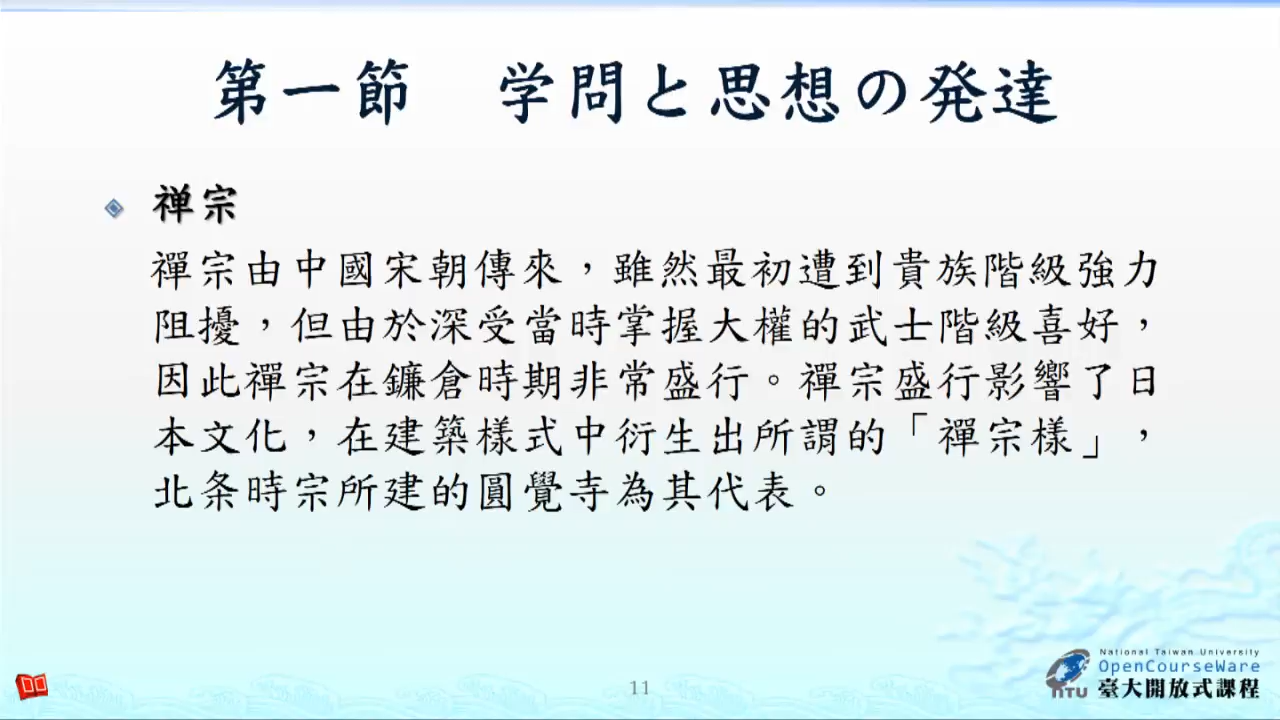 第一節　学問と思想の発達
禅宗
禪宗由中國宋朝傳來，雖然最初遭到貴族階級強力
阻擾，但由於深受當時掌握大權的武士階級喜好，
因此禪宗在鐮倉時期非常盛行。禪宗盛行影響了日
本文化，在建築樣式中衍生出所謂的「禪宗樣」，
北条時宗所建的圓覺寺為其代表。
11
National Taiwan University
OpenCourseWare
NTU 臺大開放式課程